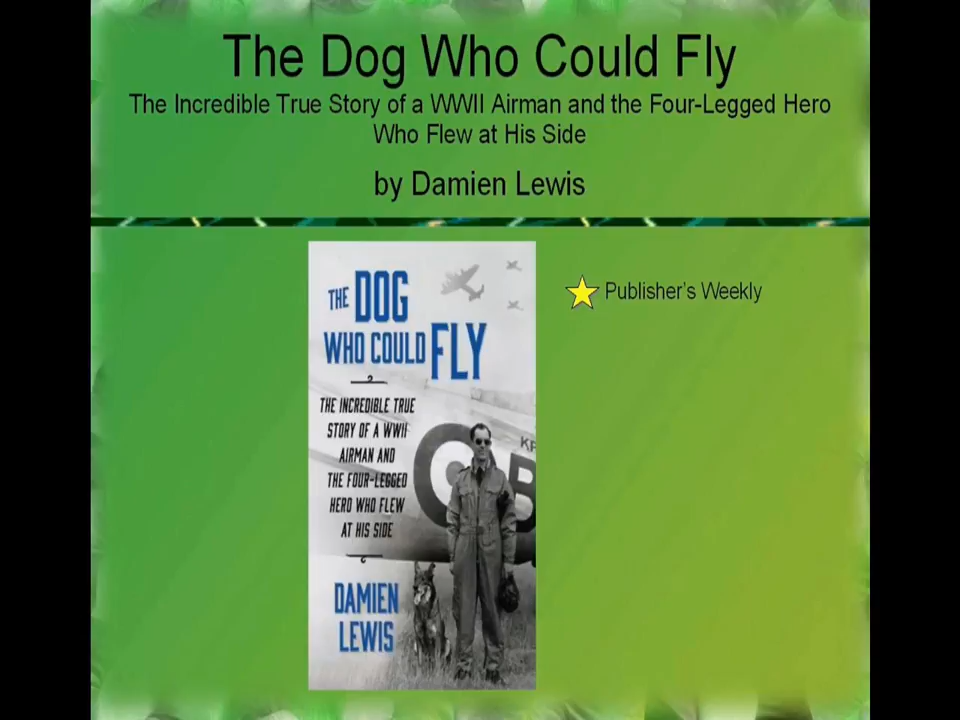 The Dog Who Could Fly
The Incredible True Story of a WWII Airman and the Four-Legged Hero
Who Flew at His Side
by Damien Lewis
THE DOG
WHO COULD FLY
THE INCREDIBLE TRUE
STORY OF A WWII
AIRMAN AND
THE FOUR-LEGGED
HERO WHO FLEW
AT HIS SIDE
DAMIEN
LEWIS
KP
B
Publisher's Weekly